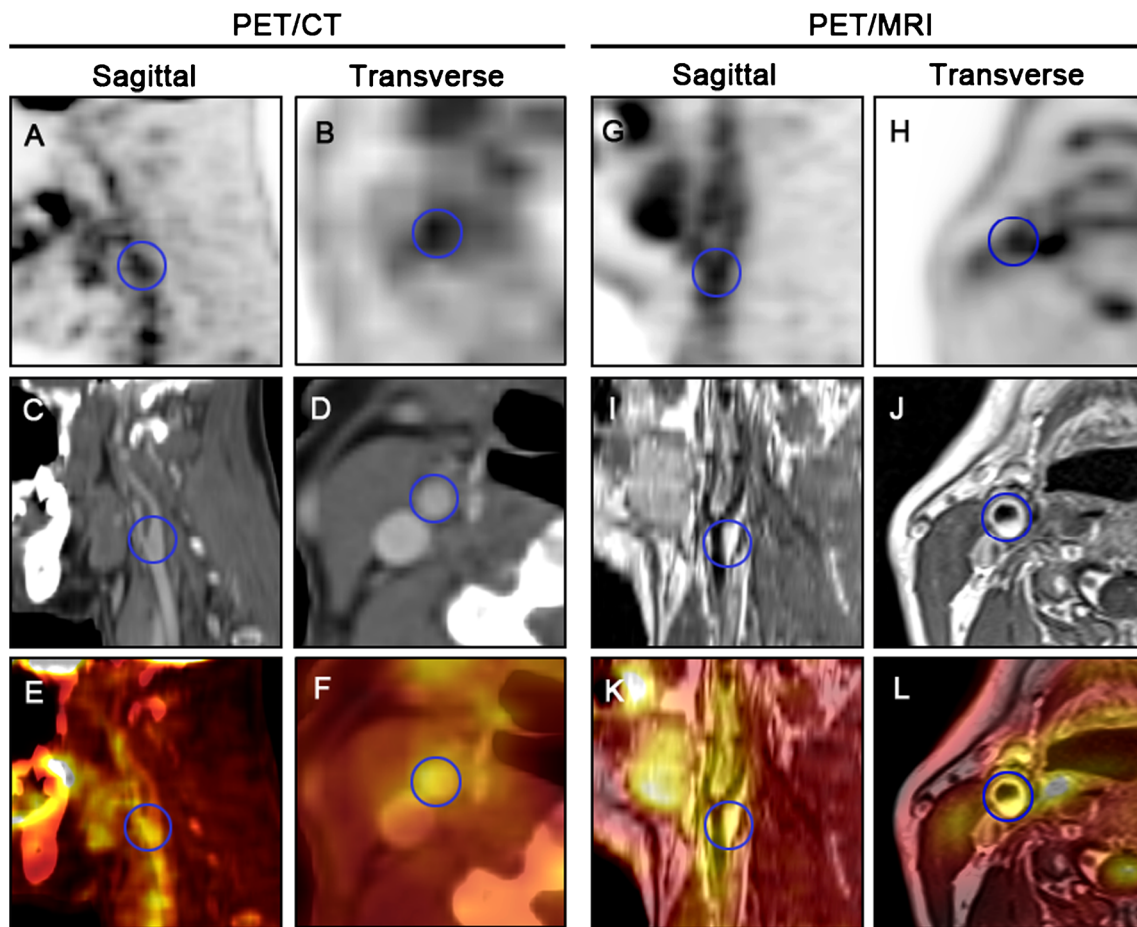 PET/CT PET/MRI
Sagittal Transverse Sagittal Transverse
A B G H
C D I J
E F K L